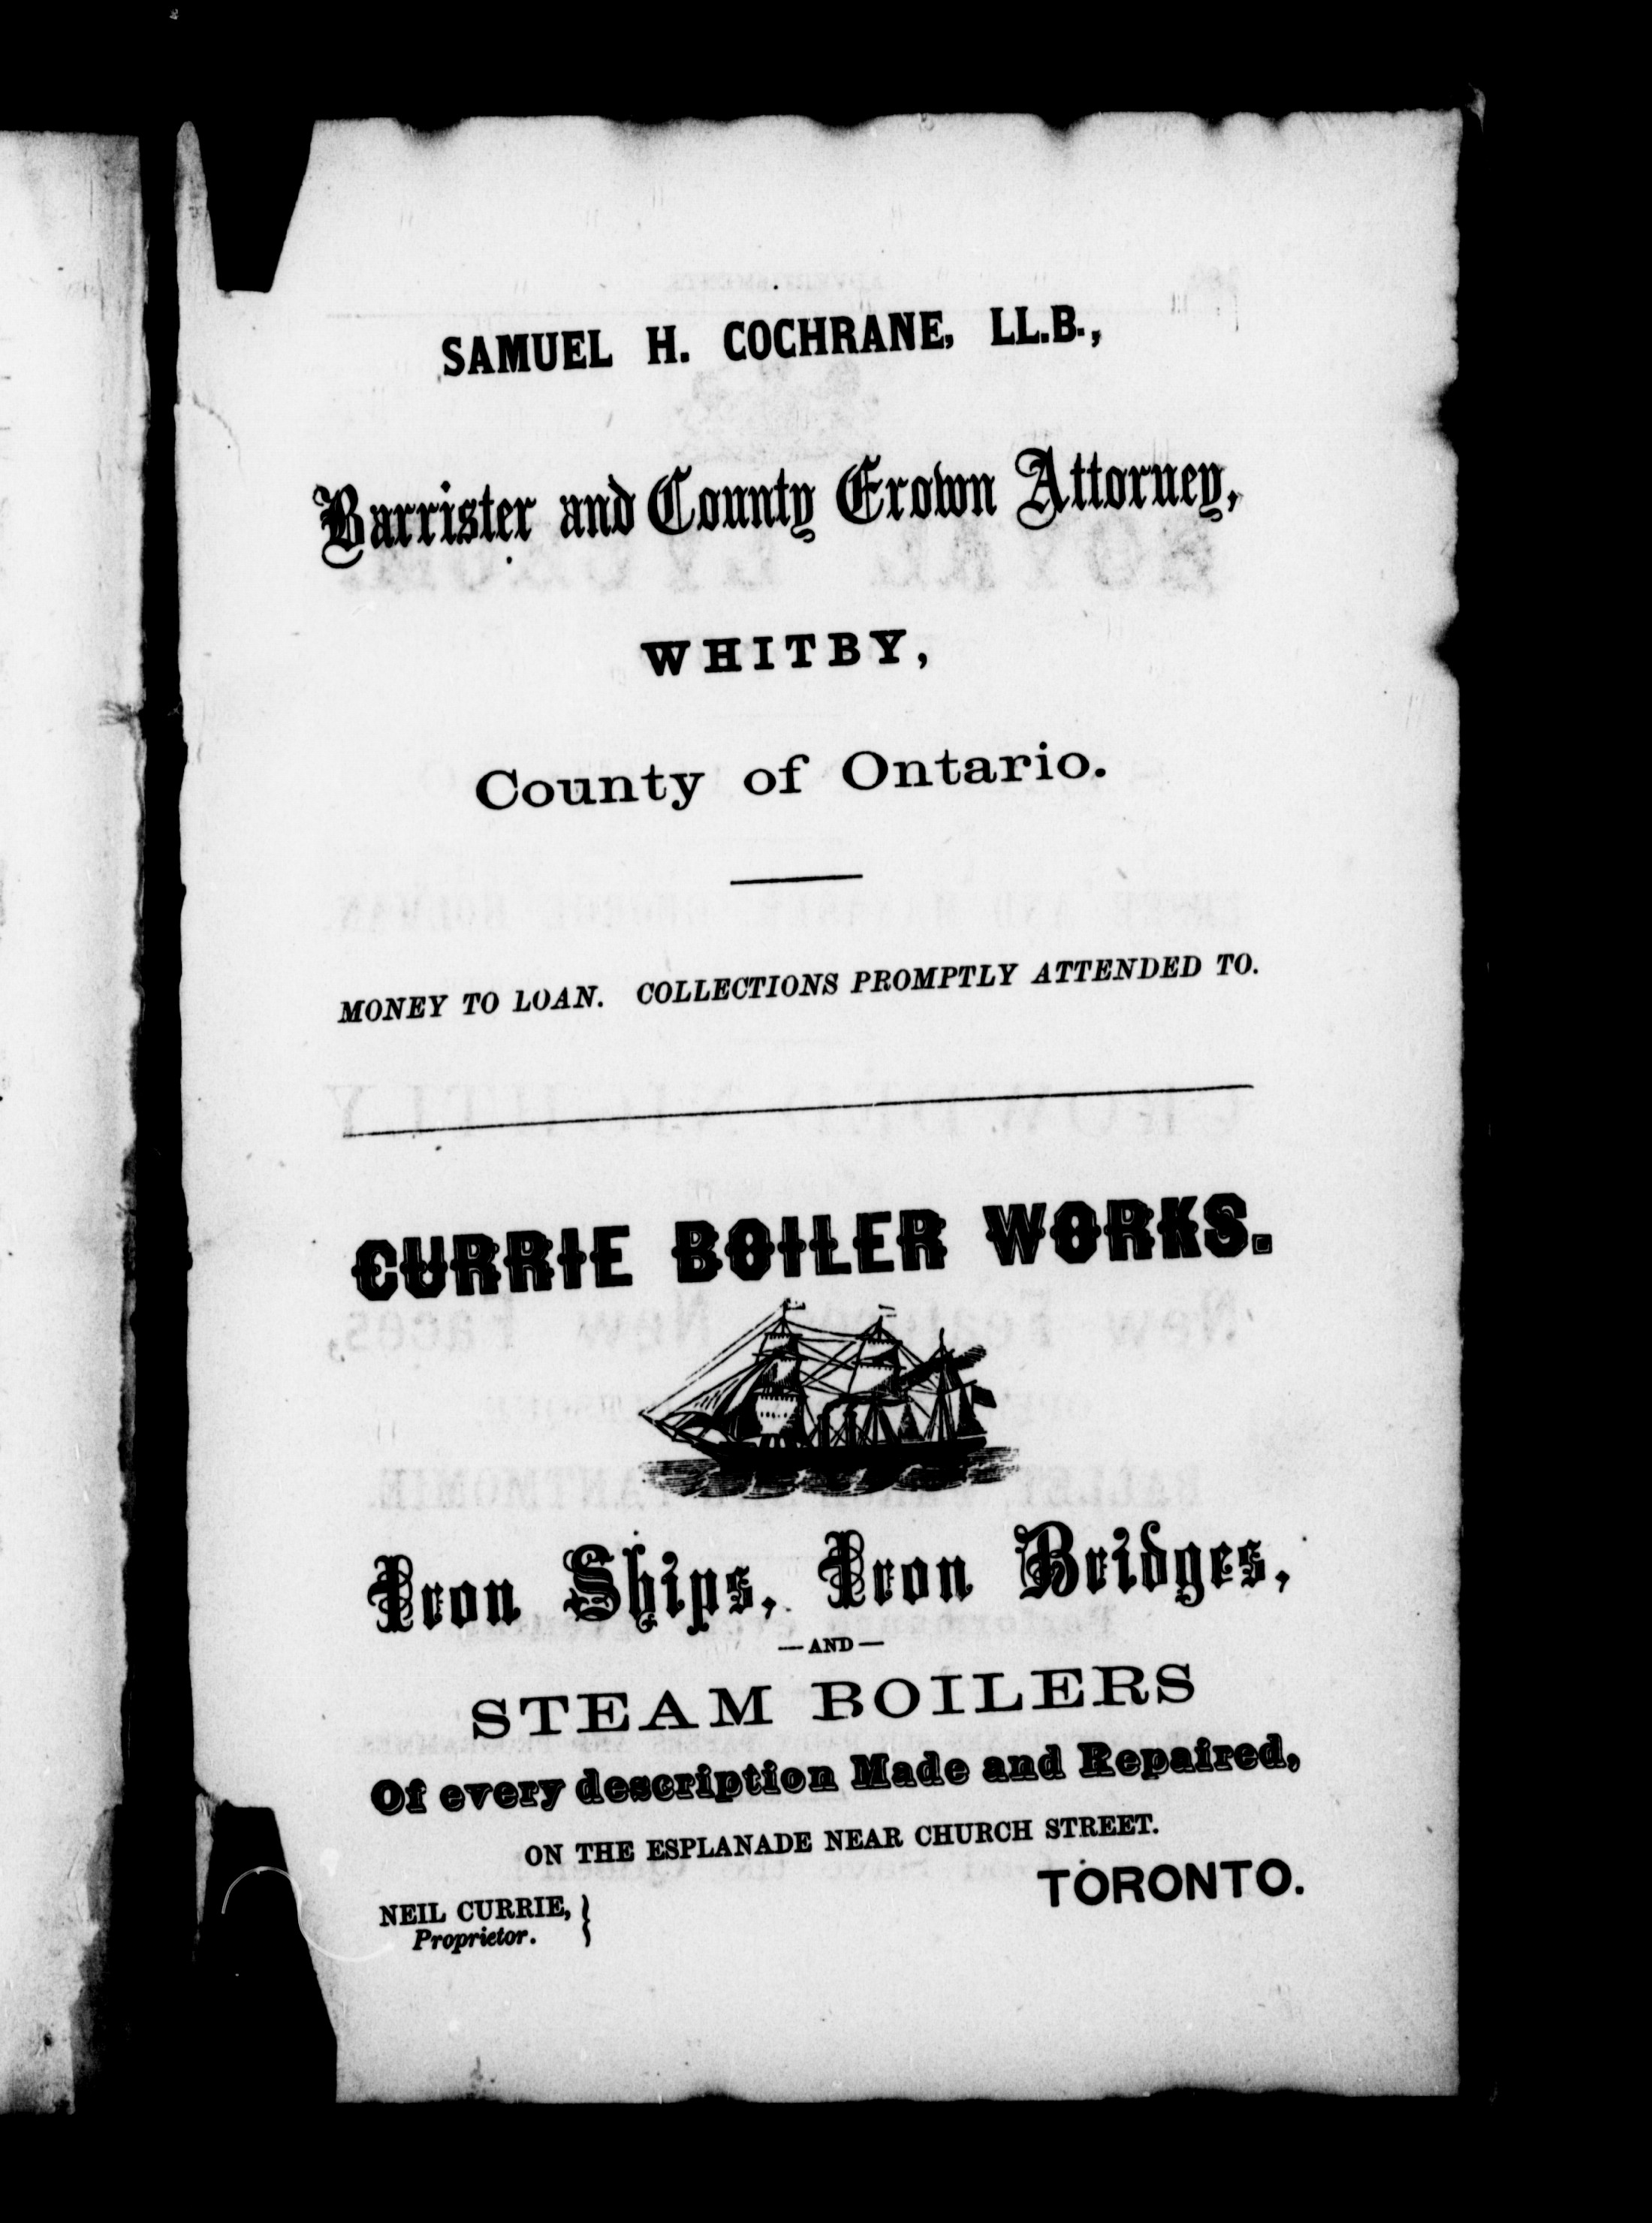 SAMUEL H. COCHRANE, LL.B.,
Barrister and County Crown Attorney,
WHITBY,
County of Ontario.
MONEY TO LOAN. COLLECTIONS PROMPTLY ATTENDED TO.
CURRIE BOILER WORKS.
Iron Ships, Iron Bridges,
—AND—
STEAM BOILERS
Of every description Made and Repaired,
ON THE ESPLANADE NEAR CHURCH STREET.
TORONTO.
NEIL CURRIE, }
Proprietor.